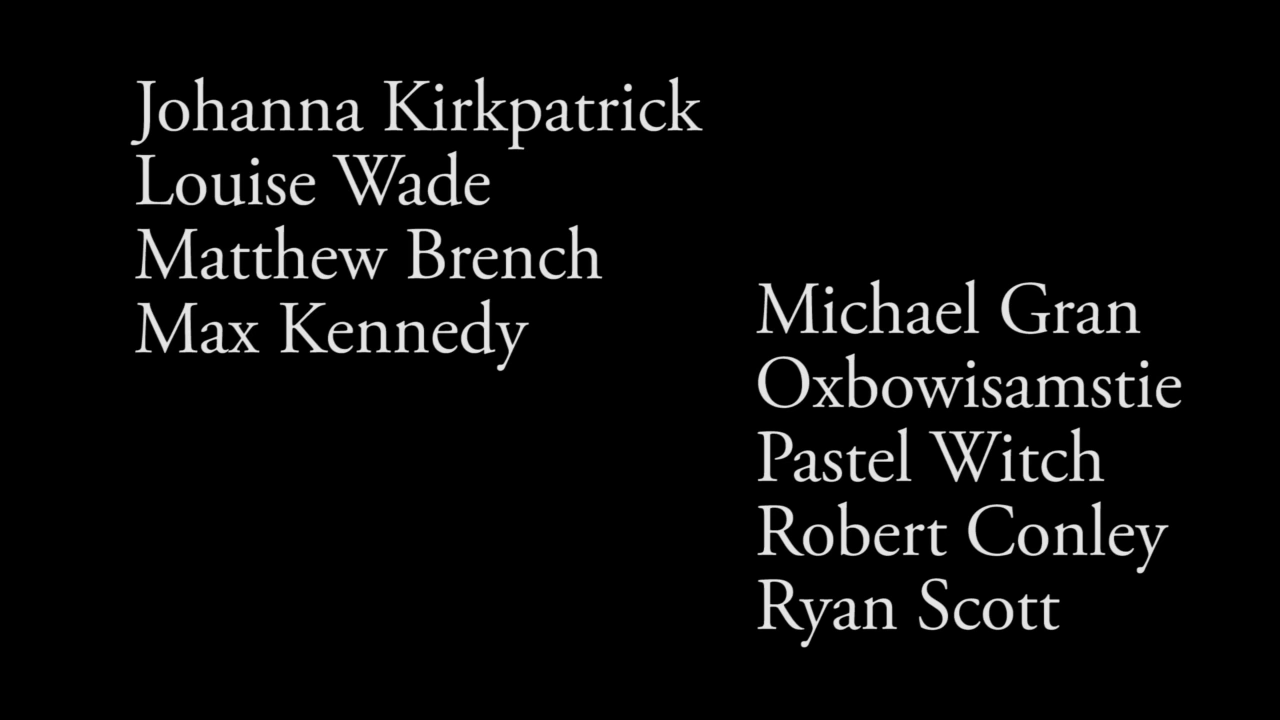 Johanna Kirkpatrick
Louise Wade
Matthew Brench
Max Kennedy
Michael Gran
Oxbowisamstie
Pastel Witch
Robert Conley
Ryan Scott